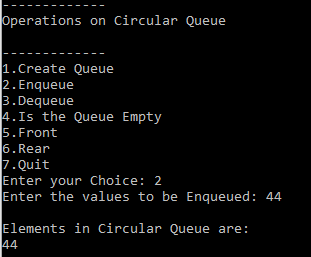 -------------
Operations on Circular Queue
-------------
1.Create Queue
2.Enqueue
3.Dequeue
4.Is the Queue Empty
5.Front
6.Rear
7.Quit
Enter your Choice: 2
Enter the values to be Enqueued: 44
Elements in Circular Queue are:
44